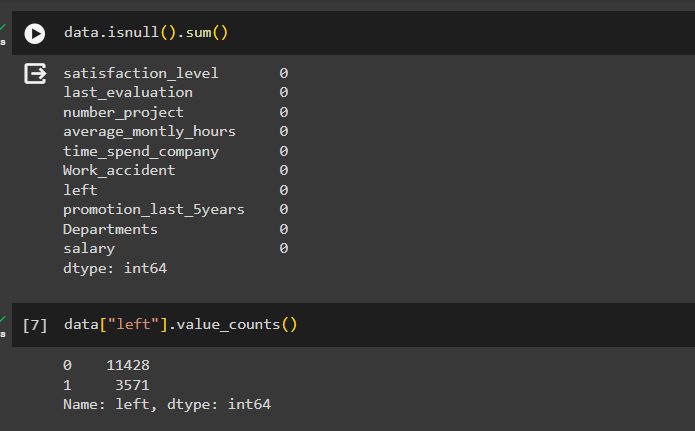 s
data.isnull().sum()
satisfaction_level 0
last_evaluation 0
number_project 0
average_montly_hours 0
time_spend_company 0
Work_accident 0
left 0
promotion_last_5years 0
Departments 0
salary 0
dtype: int64
s
[7] data["left"].value_counts()
0 11428
1 3571
Name: left, dtype: int64